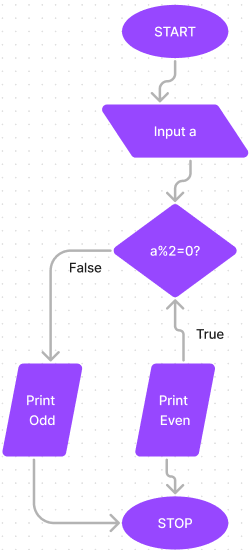 START
Input a
a%2=0?
False
True
Print
Odd
Print
Even
STOP